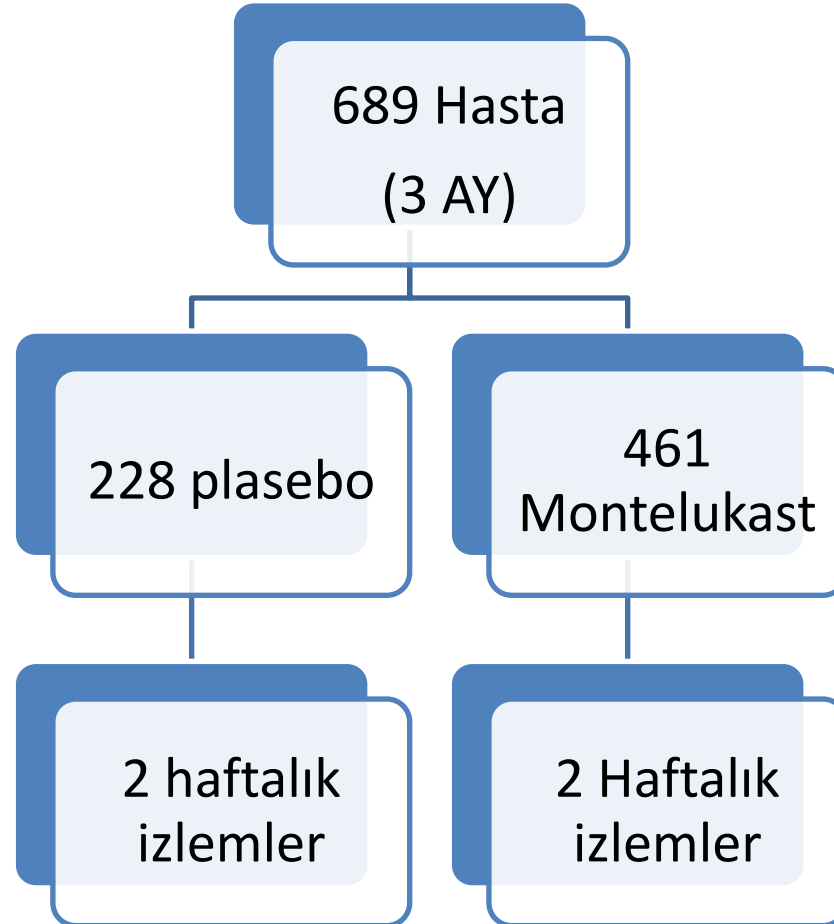 689 Hasta
(3 AY)
228 plasebo
461
Montelukast
2 haftalık
izlemler
2 Haftalık
izlemler